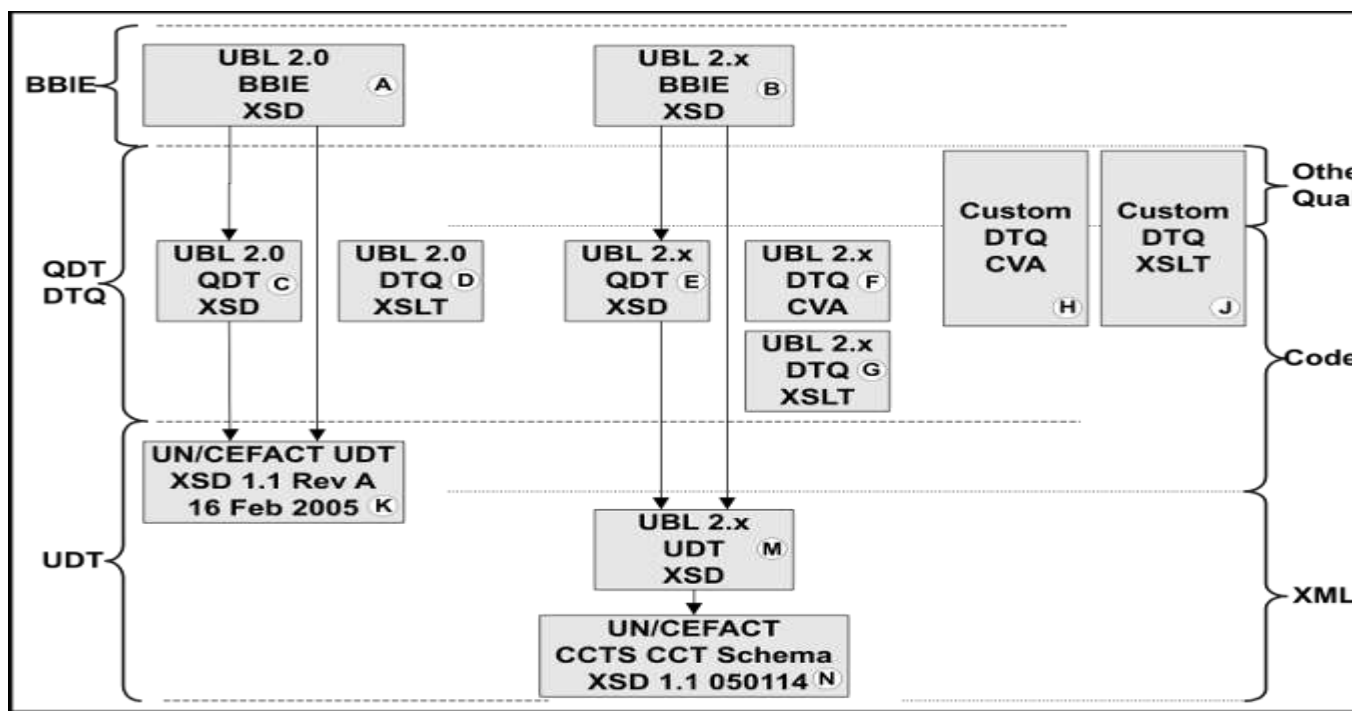 BBIE
UBL 2.0
BBIE
XSD
A
UBL 2.x
BBIE
XSD
B
QDT
DTQ
UBL 2.0
QDT
XSD
C
UBL 2.0
DTQ
XSLT
D
UBL 2.x
QDT
XSD
E
UBL 2.x
DTQ
CVA
F
UBL 2.x
DTQ
XSLT
G
Custom
DTQ
CVA
H
Custom
DTQ
XSLT
J
Othe
Qual
Code
UDT
UN/CEFACT UDT
XSD 1.1 Rev A
16 Feb 2005
K
UBL 2.x
UDT
XSD
M
UN/CEFACT
CCTS CCT Schema
XSD 1.1 050114
N
XML